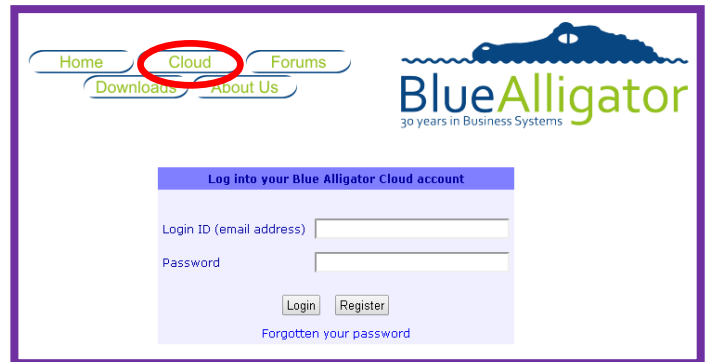 Home Cloud Forums
Downloads About Us
BlueAlligator
30 years in Business Systems
Log into your Blue Alligator Cloud account
Login ID (email address)
Password
Login Register
Forgotten your password